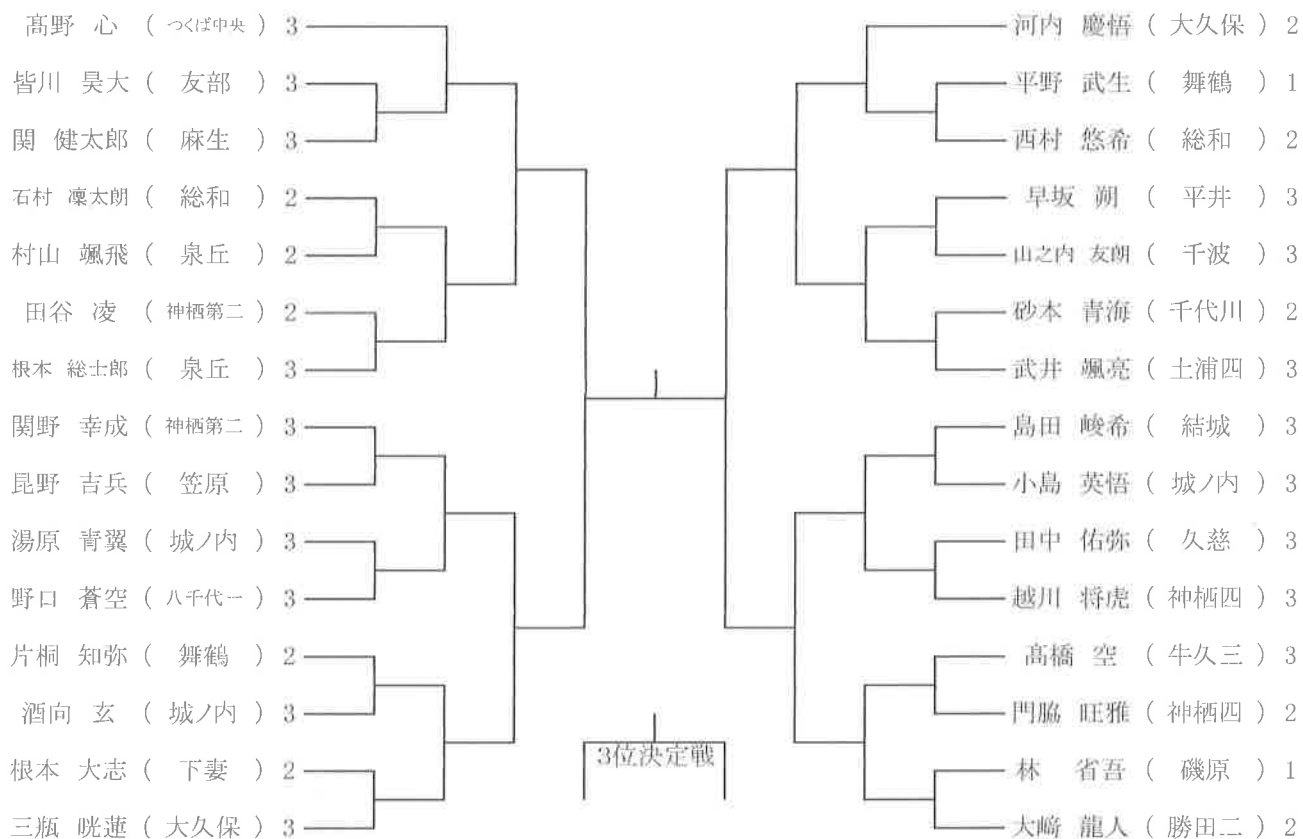 髙野 心 ( つくば中央 ) 3
皆川 昊大 ( 友部 ) 3
関 健太郎 ( 麻生 ) 3
石村 凜太朗 ( 総和 ) 2
村山 颯飛 ( 泉丘 ) 2
田谷 凌 ( 神栖第二 ) 2
根本 総士郎 ( 泉丘 ) 3
関野 幸成 ( 神栖第二 ) 3
昆野 吉兵 ( 笠原 ) 3
湯原 青翼 ( 城ノ内 ) 3
野口 蒼空 ( 八千代一 ) 3
片桐 知弥 ( 舞鶴 ) 2
酒向 玄 ( 城ノ内 ) 3
根本 大志 ( 下妻 ) 2
三瓶 晄蓮 ( 大久保 ) 3
3位決定戦
河内 慶悟 ( 大久保 ) 2
平野 武生 ( 舞鶴 ) 1
西村 悠希 ( 総和 ) 2
早坂 朔 ( 平井 ) 3
山之内 友朗 ( 千波 ) 3
砂本 青海 ( 千代川 ) 2
武井 颯亮 ( 土浦四 ) 3
島田 峻希 ( 結城 ) 3
小島 英悟 ( 城ノ内 ) 3
田中 佑弥 ( 久慈 ) 3
越川 将虎 ( 神栖四 ) 3
髙橋 空 ( 牛久三 ) 3
門脇 旺雅 ( 神栖四 ) 2
林 省吾 ( 磯原 ) 1
大﨑 龍人 ( 勝田二 ) 2